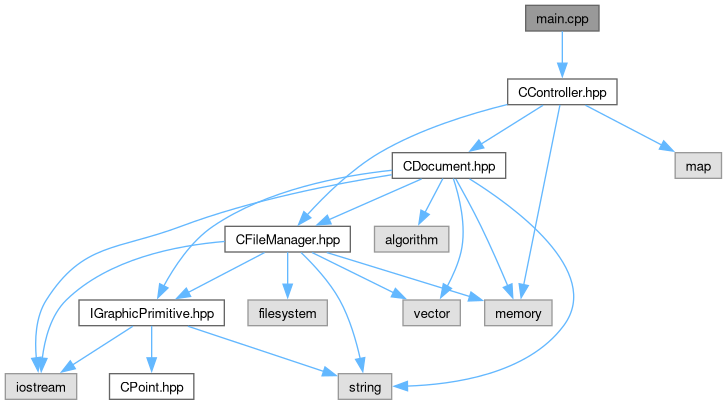 main.cpp
CController.hpp
CDocument.hpp
map
CFileManager.hpp
algorithm
IGraphicPrimitive.hpp
filesystem
vector
memory
iostream
CPoint.hpp
string